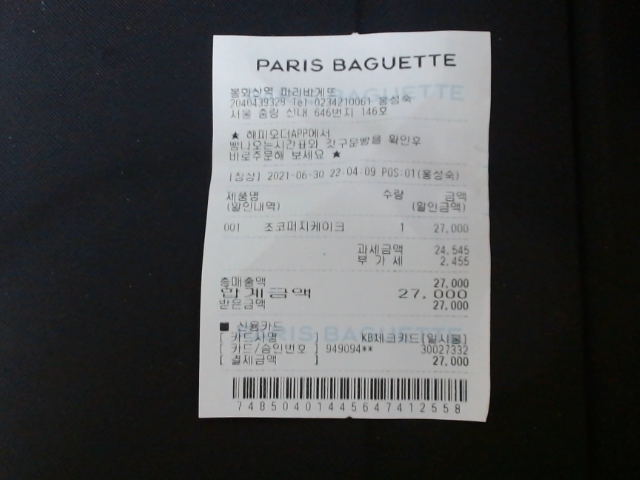 PARIS BAGUETTE
봉화산역 파리바게뜨
2040439329 Tel:0234210061 홍성숙
서울 중랑 신내 646번지 146호
★ 해피오더APP에서
빵나오는시간표와 갓구운빵을 확인후
바로주문해 보세요 ★
[정상] 2021-06-30 22:04:09 POS:01(홍성숙)
제품명 수량 금액
(할인내역) (할인금액)
001 초코퍼지케이크 1 27,000
과세금액 24,545
부 가 세 2,455
총매출액 27,000
합계금액 27,000
받은금액 27,000
■ 신용카드
[ 카드사명 ] KB체크카드[일시불]
[ 카드/승인번호 ] 949094** 30027332
[ 결제금액 ] 27,000
7485040144567412558